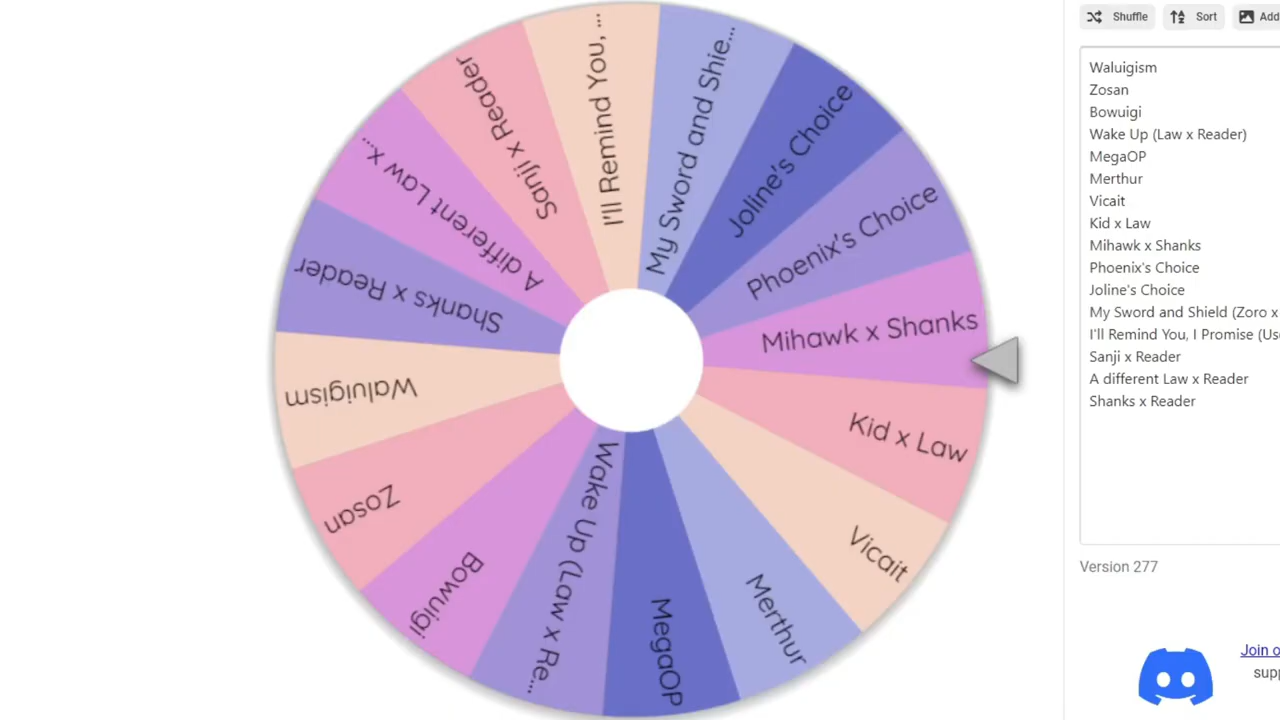 Shuffle
Sort
Add
Waluigism
Zosan
Bowuigi
Wake Up (Law x Reader)
MegaOP
Merthur
Vicait
Kid x Law
Mihawk x Shanks
Phoenix's Choice
Joline's Choice
My Sword and Shield (Zoro x
I'll Remind You, I Promise (Us
Sanji x Reader
A different Law x Reader
Shanks x Reader
Version 277
Join o
supp
I'll Remind You, ...
My Sword and Shie...
Joline's Choice
Phoenix's Choice
Mihawk x Shanks
Kid x Law
Vicait
Merthur
MegaOP
Wake Up (Law x Re...
Bowuigi
Zosan
Waluigism
Shanks x Reader
A different Law x...
Sanji x Reader